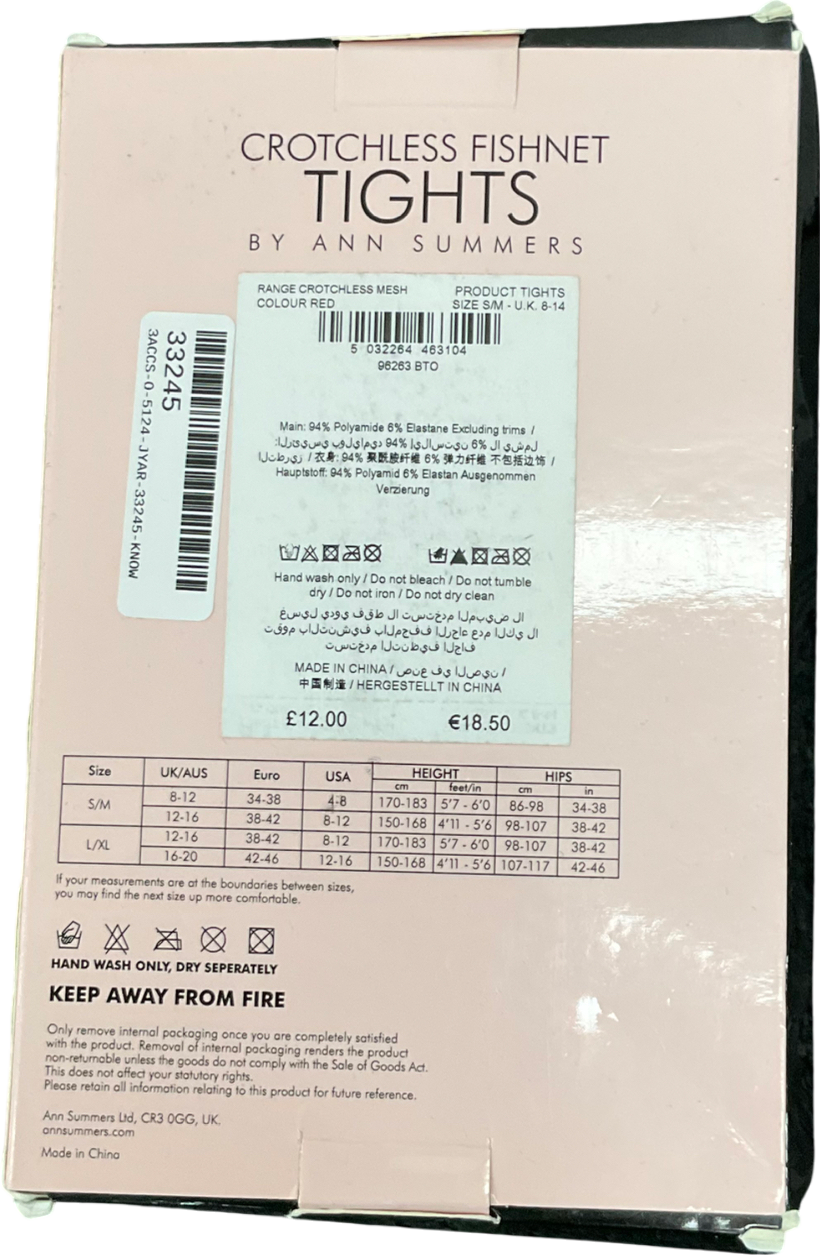 CROTCHLESS FISHNET
TIGHTS
BY ANN SUMMERS
RANGE CROTCHLESS MESH PRODUCT TIGHTS
COLOUR RED SIZE S/M - U.K. 8-14
5 032264 463104
96263 BTO
Main: 94% Polyamide 6% Elastane Excluding trims /
94% 6%
/ 衣身: 94% 聚酰胺纤维 6% 弹力纤维 不包括边饰 /
Hauptstoff: 94% Polyamid 6% Elastan Ausgenommen
Verzierung
Hand wash only / Do not bleach / Do not tumble
dry / Do not iron / Do not dry clean
MADE IN CHINA / /
中国制造 / HERGESTELLT IN CHINA
£12.00 €18.50
33245
3ACCS-0-5124-JYAR-33245-KNOW
Size UK/AUS Euro USA HEIGHT HIPS
cm feet/in cm in
S/M 8-12 34-38 4-8 170-183 5'7 - 6'0 86-98 34-38
12-16 38-42 8-12 150-168 4'11 - 5'6 98-107 38-42
L/XL 12-16 38-42 8-12 170-183 5'7 - 6'0 98-107 38-42
16-20 42-46 12-16 150-168 4'11 - 5'6 107-117 42-46
If your measurements are at the boundaries between sizes,
you may find the next size up more comfortable.
HAND WASH ONLY, DRY SEPERATELY
KEEP AWAY FROM FIRE
Only remove internal packaging once you are completely satisfied
with the product. Removal of internal packaging renders the product
non-returnable unless the goods do not comply with the Sale of Goods Act.
This does not affect your statutory rights.
Please retain all information relating to this product for future reference.
Ann Summers Ltd, CR3 0GG, UK.
annsummers.com
Made in China